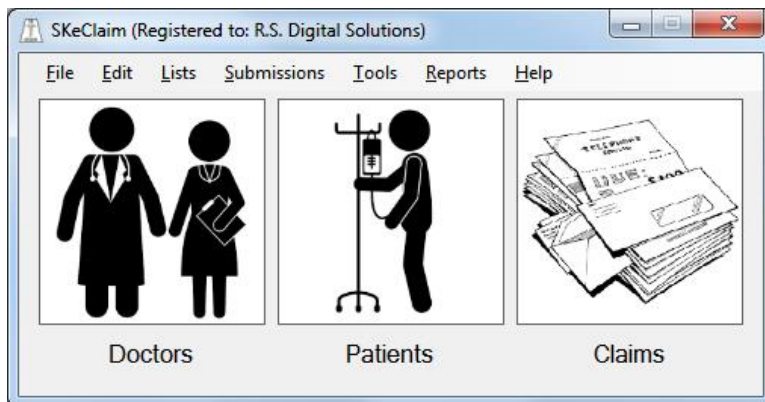 SKeClaim (Registered to: R.S. Digital Solutions)
File Edit Lists Submissions Tools Reports Help
Doctors Patients Claims